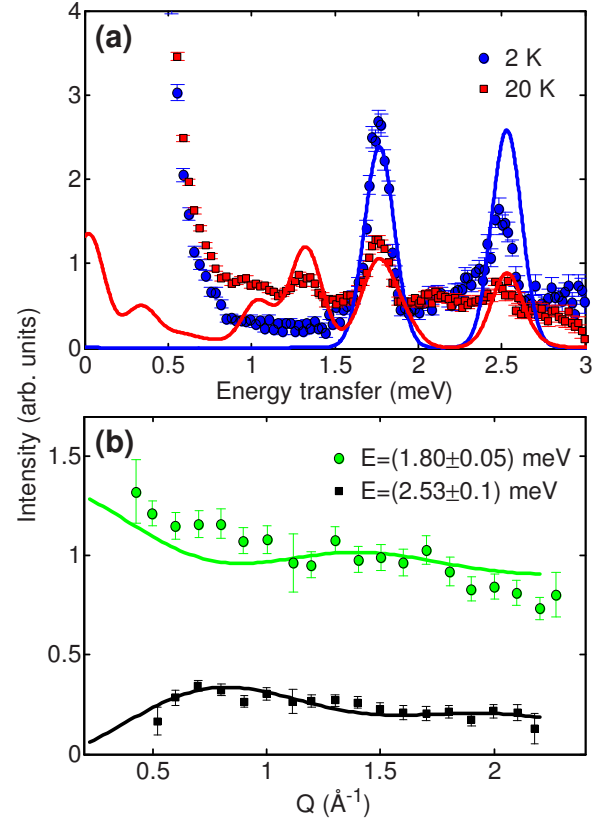 (a)
2 K
20 K
4
3
2
1
0
0 0.5 1 1.5 2 2.5 3
Energy transfer (meV)
Intensity (arb. units)
(b)
E=(1.80±0.05) meV
E=(2.53±0.1) meV
1.5
1
0.5
0
0.5 1 1.5 2
Q (Å⁻¹)